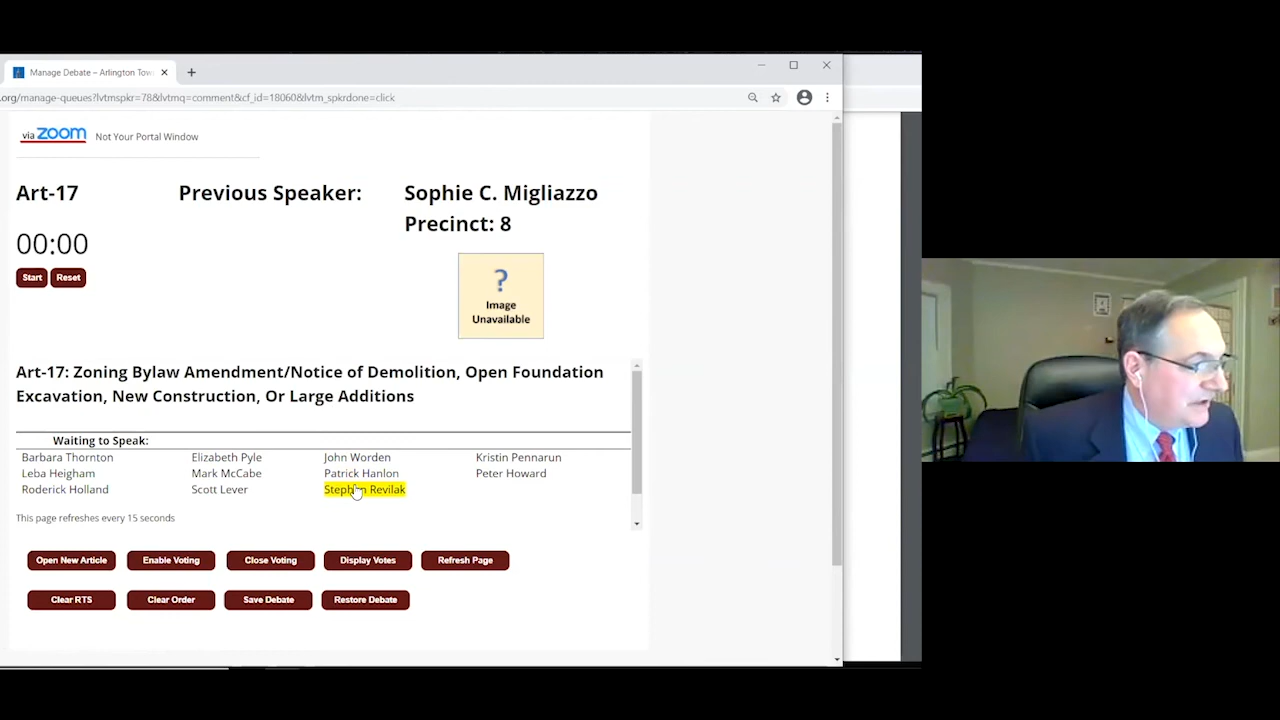 Manage Debate – Arlington Tow
.org/manage-queues?lvtmspkr=78&lvtmq=comment&cf_id=18060&lvtm_spkrdone=click
via zoom Not Your Portal Window
Art-17 Previous Speaker: Sophie C. Migliazzo
Precinct: 8
00:00
Start Reset
?
Image
Unavailable
Art-17: Zoning Bylaw Amendment/Notice of Demolition, Open Foundation
Excavation, New Construction, Or Large Additions
Waiting to Speak:
Barbara Thornton Elizabeth Pyle John Worden Kristin Pennarun
Leba Heigham Mark McCabe Patrick Hanlon Peter Howard
Roderick Holland Scott Lever Stephen Revilak
This page refreshes every 15 seconds
Open New Article Enable Voting Close Voting Display Votes Refresh Page
Clear RTS Clear Order Save Debate Restore Debate